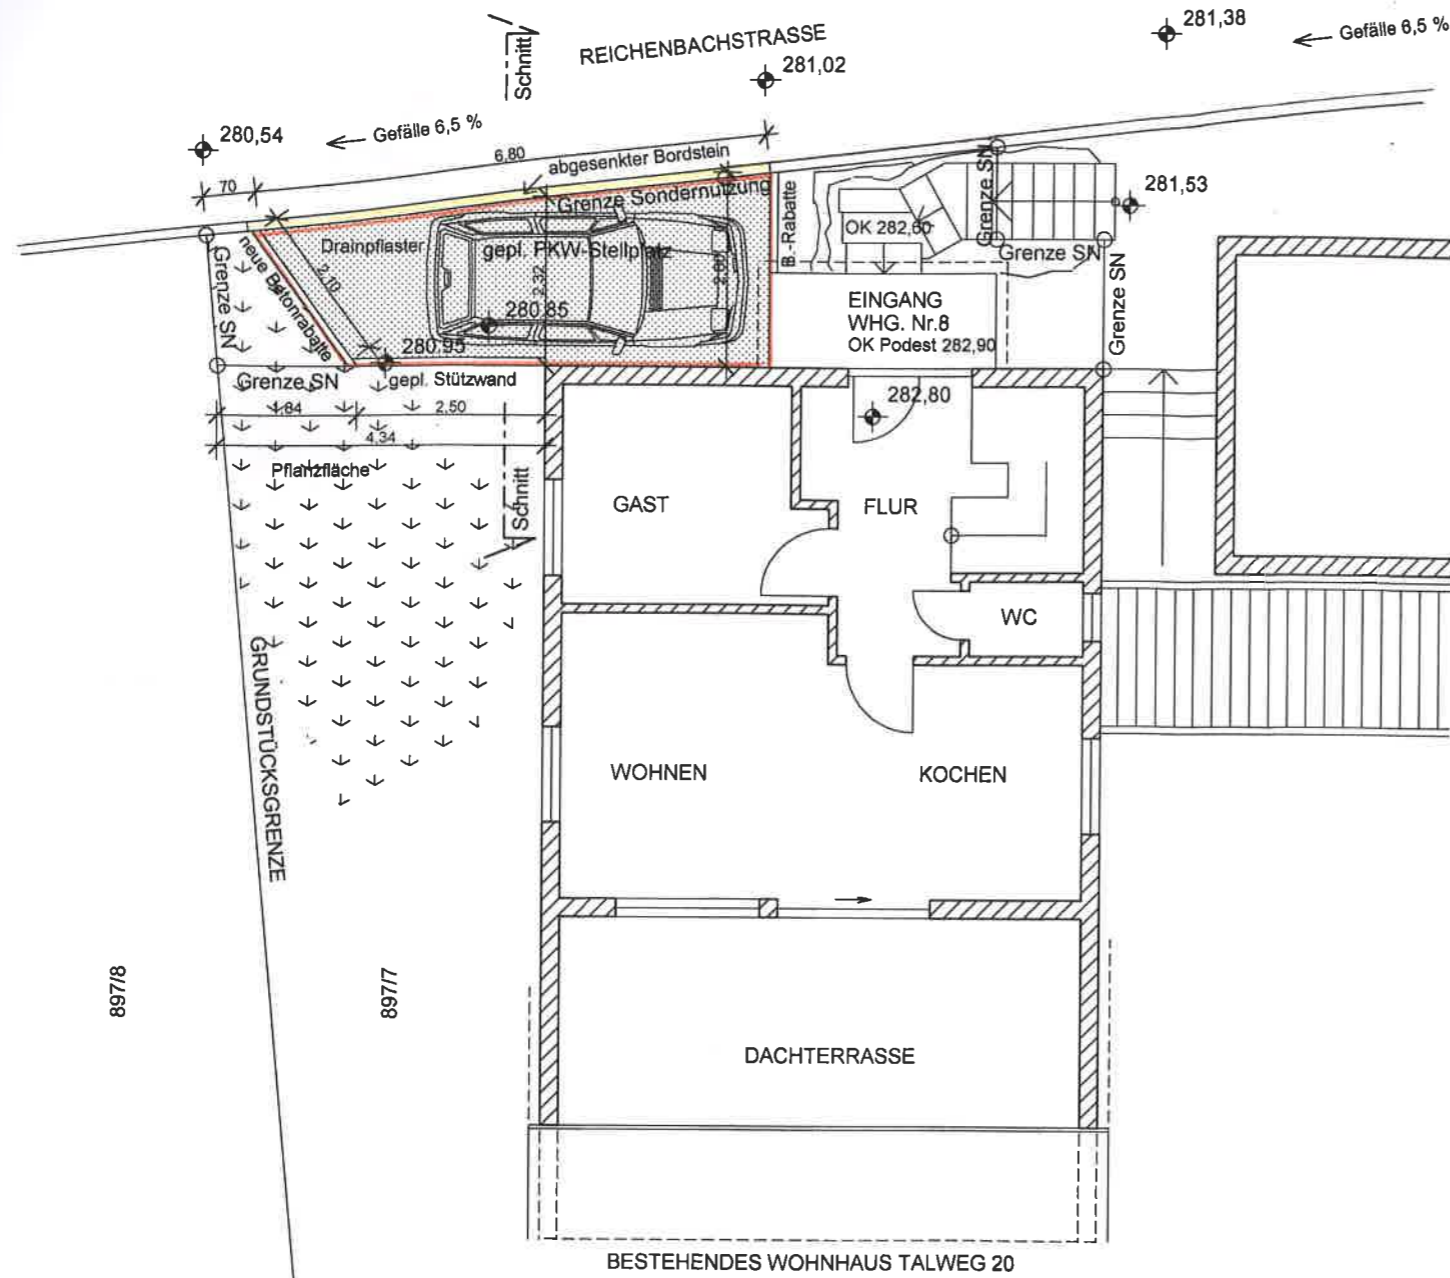 281,38
Gefälle 6,5 %
REICHENBACHSTRASSE
Schnitt
281,02
280,54
Gefälle 6,5 %
6,80
abgesenkter Bordstein
70
Grenze Sondernutzung
B.-Rabatte
Grenze SN
281,53
Drainpflaster
gepl. PKW-Stellplatz
OK 282,60
Grenze SN
Grenze SN
neue Betonrabatte
2,10
2,32
Grenze SN
280,85
EINGANG
WHG. Nr.8
OK Podest 282,90
280,95
Grenze SN
gepl. Stützwand
282,80
1,84
2,50
4,34
Pflanzfläche
Schnitt
GAST
FLUR
WC
GRUNDSTÜCKSGRENZE
WOHNEN
KOCHEN
897/8
897/7
DACHTERRASSE
BESTEHENDES WOHNHAUS TALWEG 20